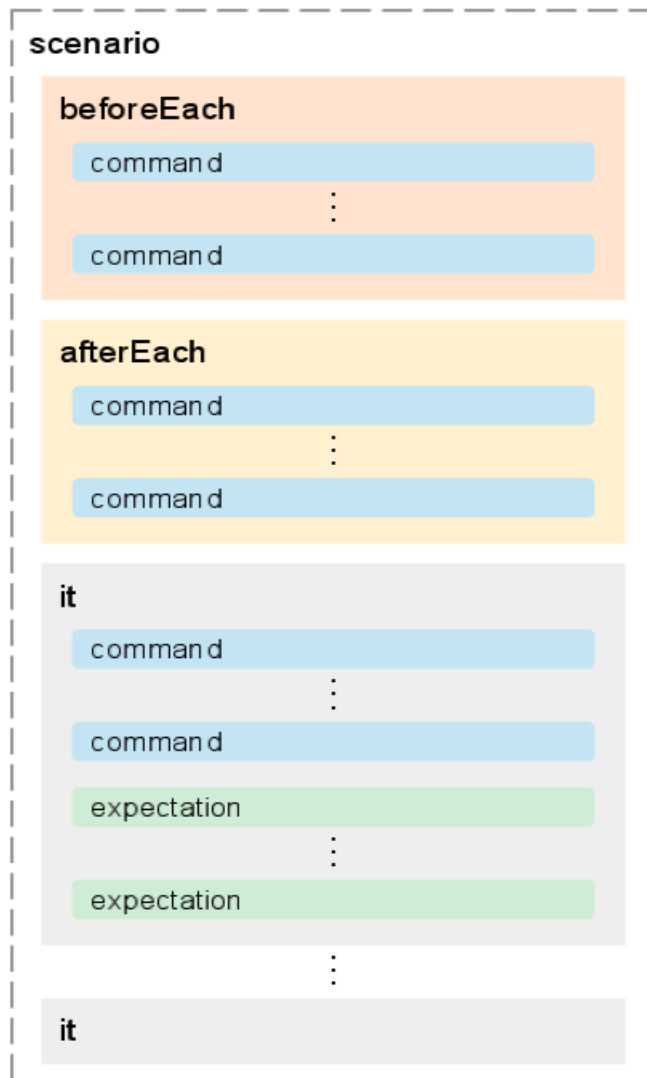 scenario
beforeEach
command
command
afterEach
command
command
it
command
command
expectation
expectation
it